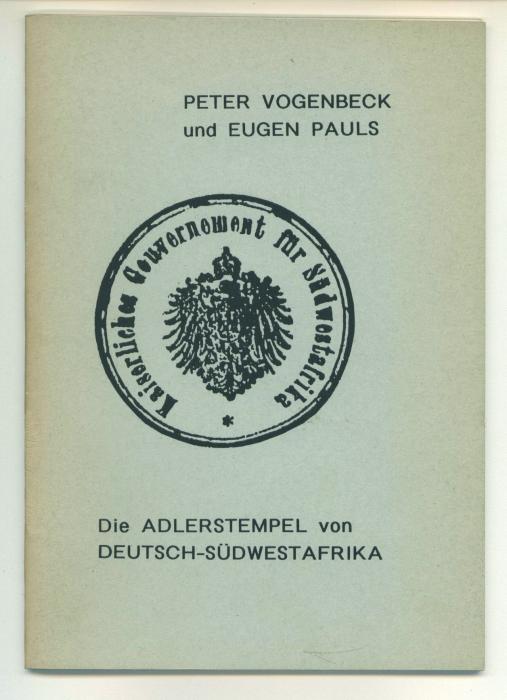 PETER VOGENBECK
und EUGEN PAULS
Kaiserliches Gouvernement für Südwestafrika
*
Die ADLERSTEMPEL von
DEUTSCH-SÜDWESTAFRIKA